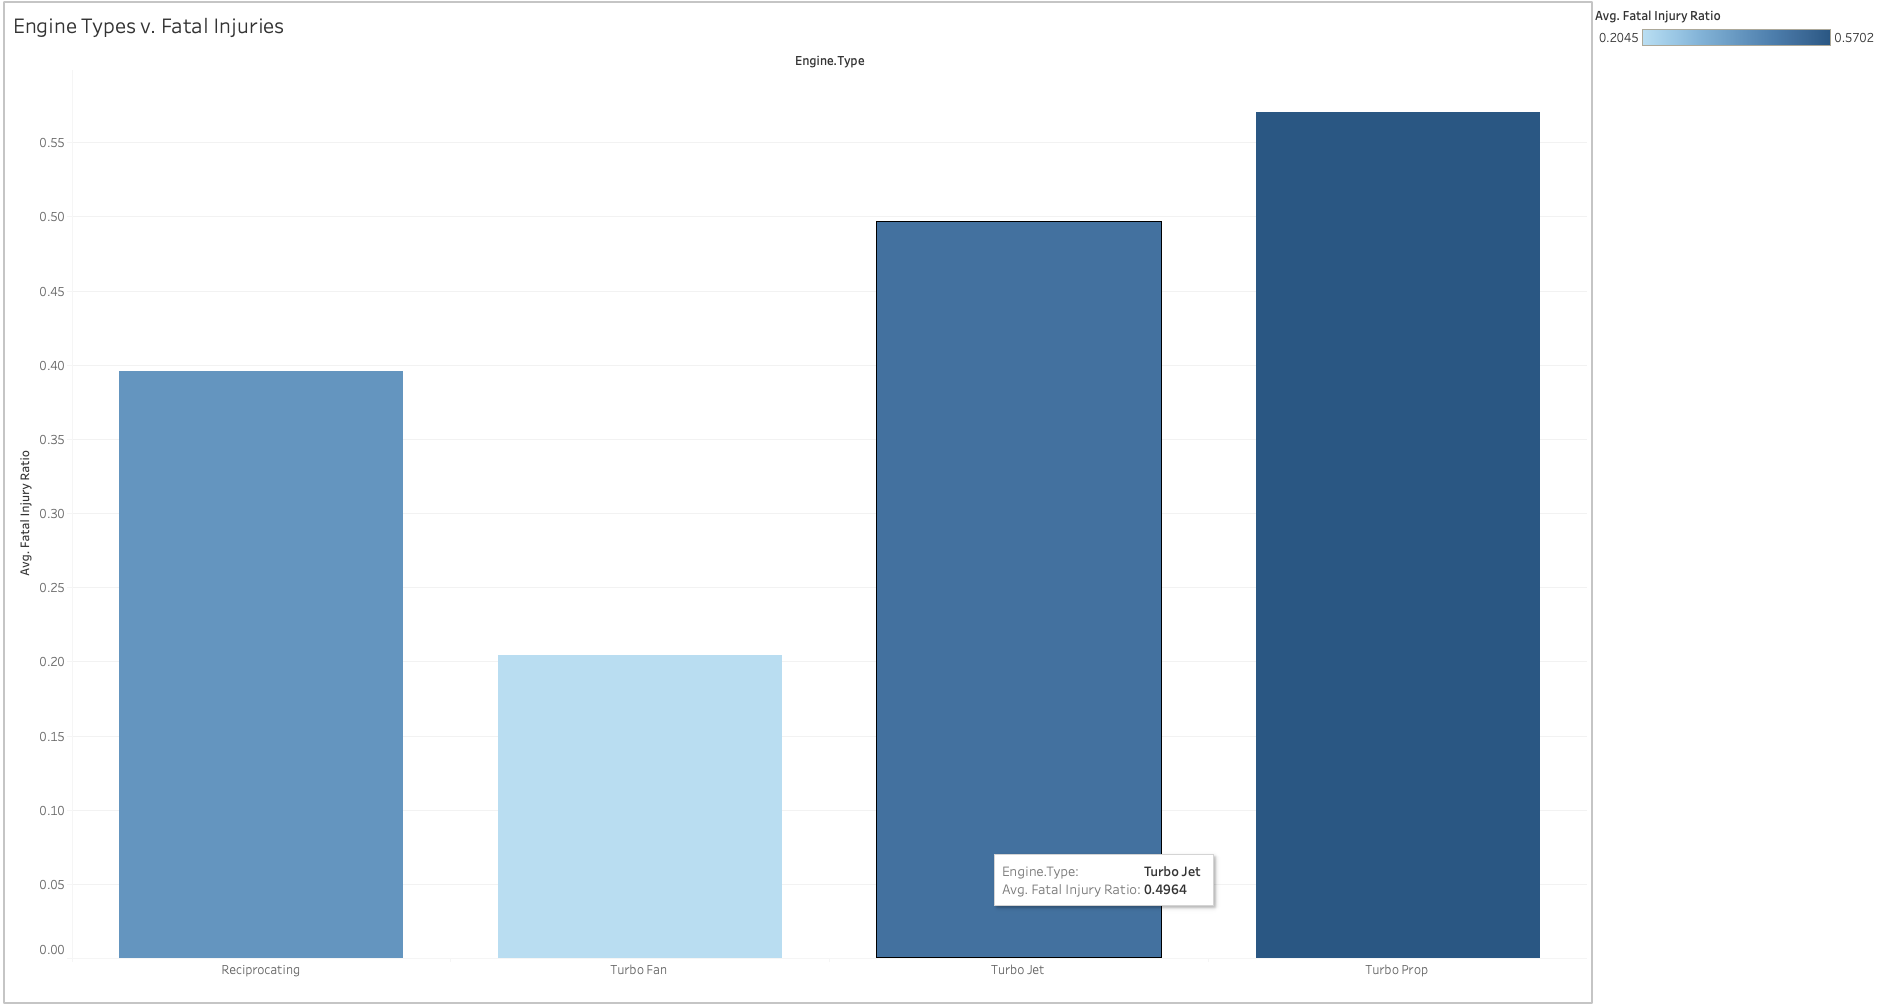 Engine Types v. Fatal Injuries
Avg. Fatal Injury Ratio
0.2045 0.5702
Engine.Type
Avg. Fatal Injury Ratio
0.55
0.50
0.45
0.40
0.35
0.30
0.25
0.20
0.15
0.10
0.05
0.00
Engine.Type: Turbo Jet
Avg. Fatal Injury Ratio: 0.4964
Reciprocating Turbo Fan Turbo Jet Turbo Prop